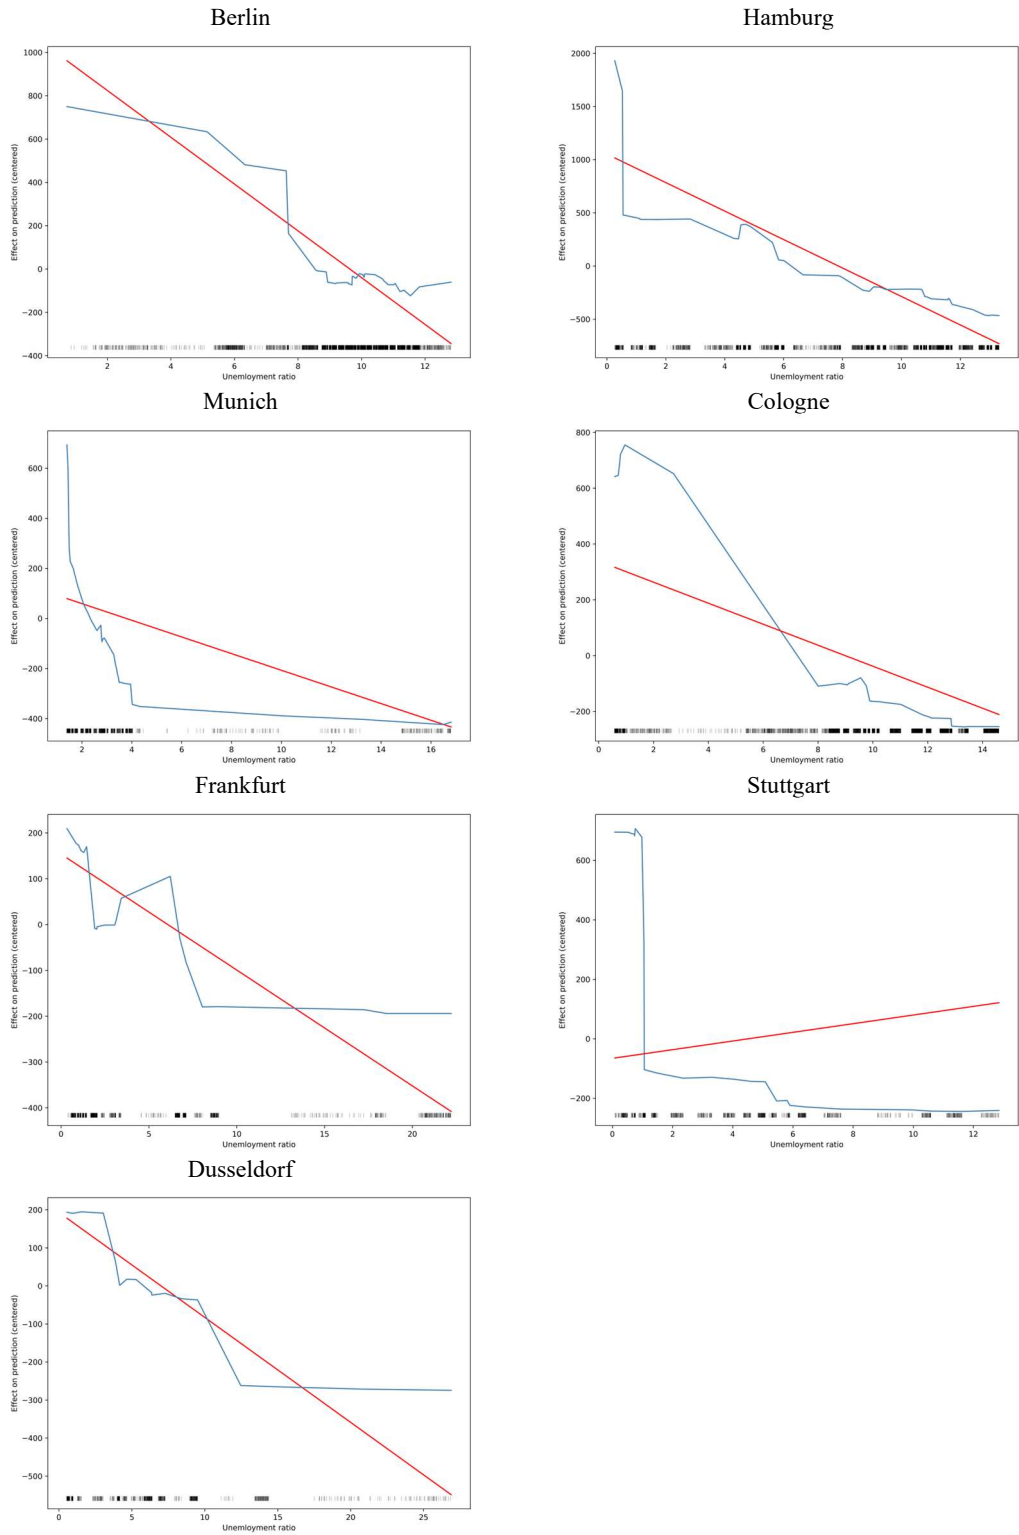 Berlin
1000
800
600
400
200
0
−200
−400
Effect on prediction (centered)
2 4 6 8 10 12
Unemloyment ratio
Hamburg
2000
1500
1000
500
0
−500
Effect on prediction (centered)
0 2 4 6 8 10 12
Unemloyment ratio
Munich
600
400
200
0
−200
−400
Effect on prediction (centered)
2 4 6 8 10 12 14 16
Unemloyment ratio
Cologne
800
600
400
200
0
−200
Effect on prediction (centered)
0 2 4 6 8 10 12 14
Unemloyment ratio
Frankfurt
200
100
0
−100
−200
−300
−400
Effect on prediction (centered)
0 5 10 15 20
Unemloyment ratio
Stuttgart
600
400
200
0
−200
Effect on prediction (centered)
0 2 4 6 8 10 12
Unemloyment ratio
Dusseldorf
200
100
0
−100
−200
−300
−400
−500
Effect on prediction (centered)
0 5 10 15 20 25
Unemloyment ratio